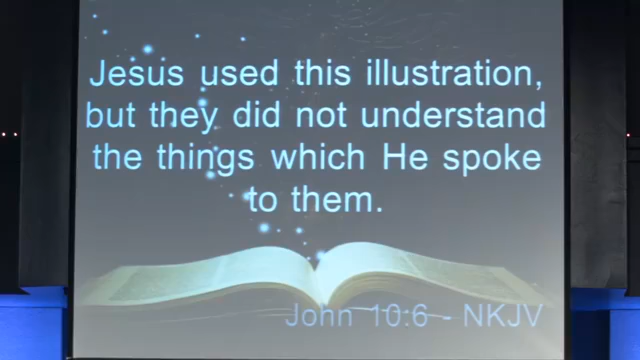 Jesus used this illustration,
but they did not understand
the things which He spoke
to them.
John 10:6 - NKJV